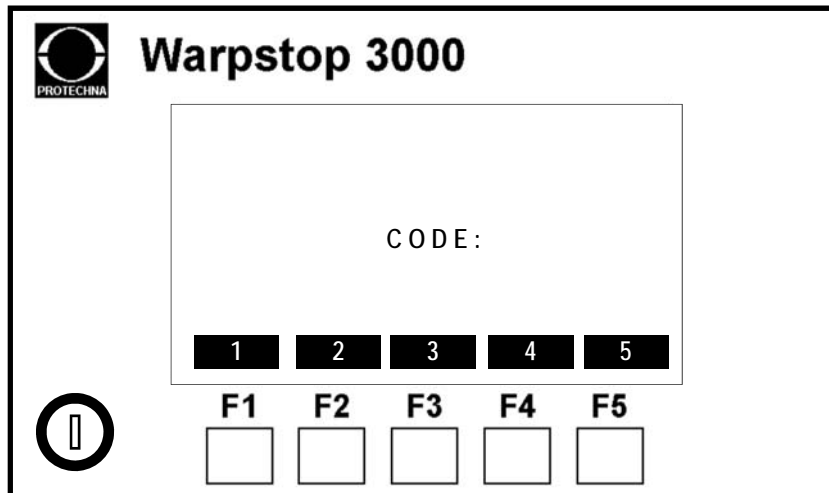 PROTECHNA
Warpstop 3000
CODE:
1 2 3 4 5
F1 F2 F3 F4 F5